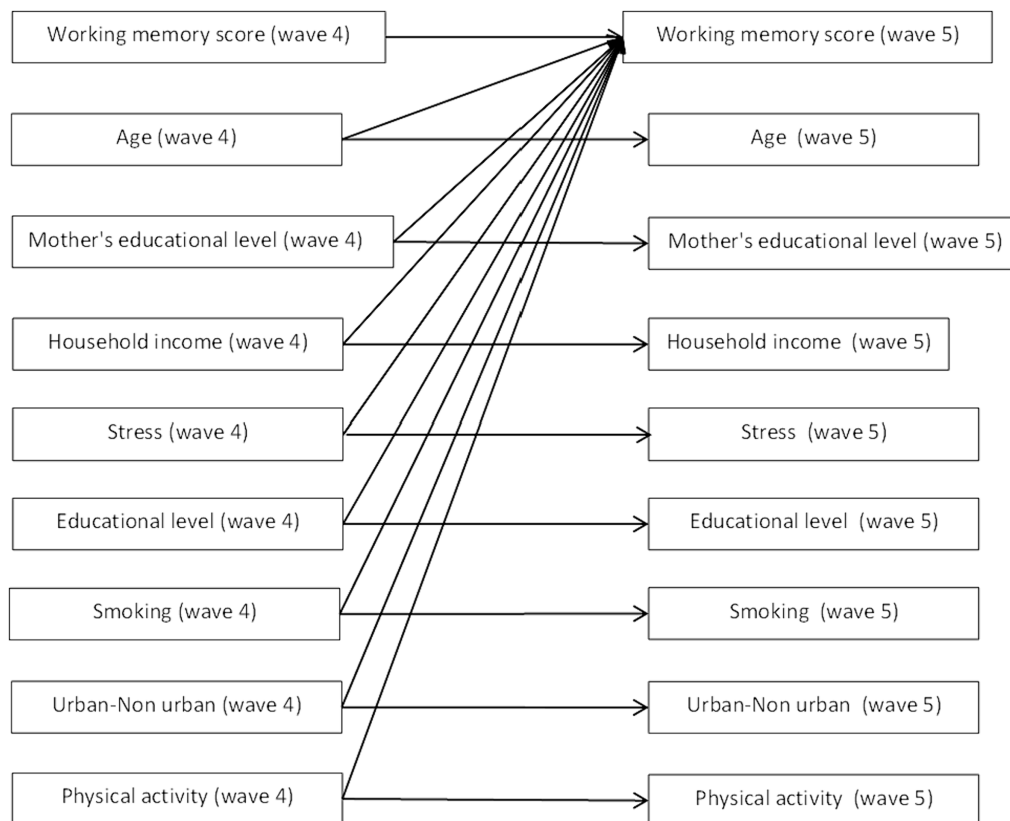 Working memory score (wave 4)
Working memory score (wave 5)
Age (wave 4)
Age (wave 5)
Mother's educational level (wave 4)
Mother's educational level (wave 5)
Household income (wave 4)
Household income (wave 5)
Stress (wave 4)
Stress (wave 5)
Educational level (wave 4)
Educational level (wave 5)
Smoking (wave 4)
Smoking (wave 5)
Urban-Non urban (wave 4)
Urban-Non urban (wave 5)
Physical activity (wave 4)
Physical activity (wave 5)